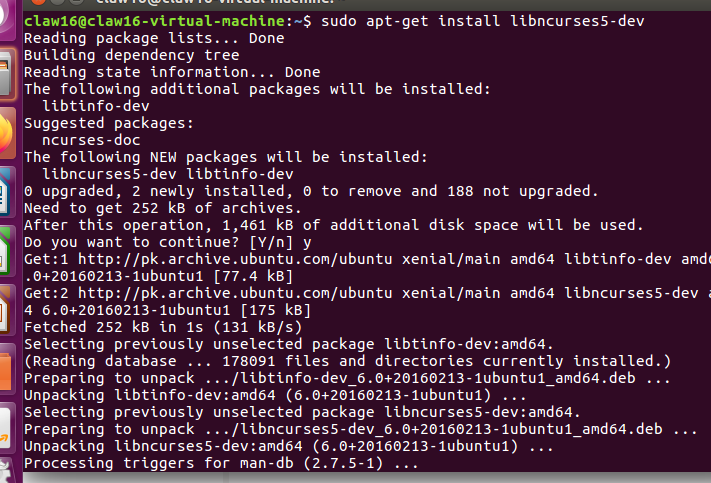 claw16@claw16-virtual-machine:~$ sudo apt-get install libncurses5-dev
Reading package lists... Done
Building dependency tree
Reading state information... Done
The following additional packages will be installed:
  libtinfo-dev
Suggested packages:
  ncurses-doc
The following NEW packages will be installed:
  libncurses5-dev libtinfo-dev
0 upgraded, 2 newly installed, 0 to remove and 188 not upgraded.
Need to get 252 kB of archives.
After this operation, 1,461 kB of additional disk space will be used.
Do you want to continue? [Y/n] y
Get:1 http://pk.archive.ubuntu.com/ubuntu xenial/main amd64 libtinfo-dev
.0+20160213-1ubuntu1 [77.4 kB]
Get:2 http://pk.archive.ubuntu.com/ubuntu xenial/main amd64 libncurses5-dev
4 6.0+20160213-1ubuntu1 [175 kB]
Fetched 252 kB in 1s (131 kB/s)
Selecting previously unselected package libtinfo-dev:amd64.
(Reading database ... 178091 files and directories currently installed.)
Preparing to unpack .../libtinfo-dev_6.0+20160213-1ubuntu1_amd64.deb ...
Unpacking libtinfo-dev:amd64 (6.0+20160213-1ubuntu1) ...
Selecting previously unselected package libncurses5-dev:amd64.
Preparing to unpack .../libncurses5-dev_6.0+20160213-1ubuntu1_amd64.deb ...
Unpacking libncurses5-dev:amd64 (6.0+20160213-1ubuntu1) ...
Processing triggers for man-db (2.7.5-1) ...